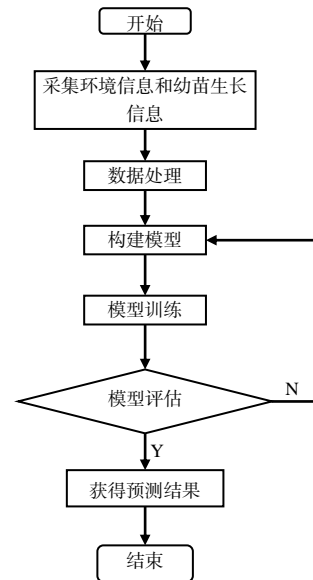 开始
采集环境信息和幼苗生长
信息
数据处理
构建模型
模型训练
模型评估
N
Y
获得预测结果
结束